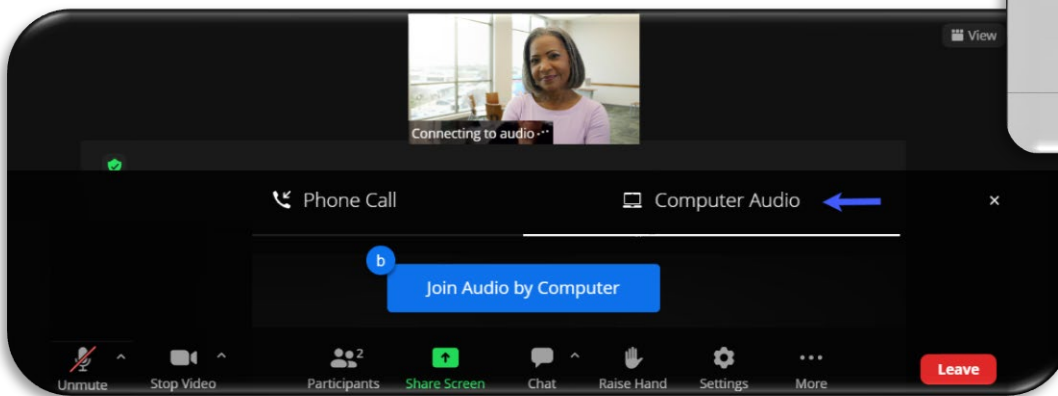 View
Connecting to audio ...
Phone Call
Computer Audio
b
Join Audio by Computer
2
Unmute
Stop Video
Participants
Share Screen
Chat
Raise Hand
Settings
More
Leave